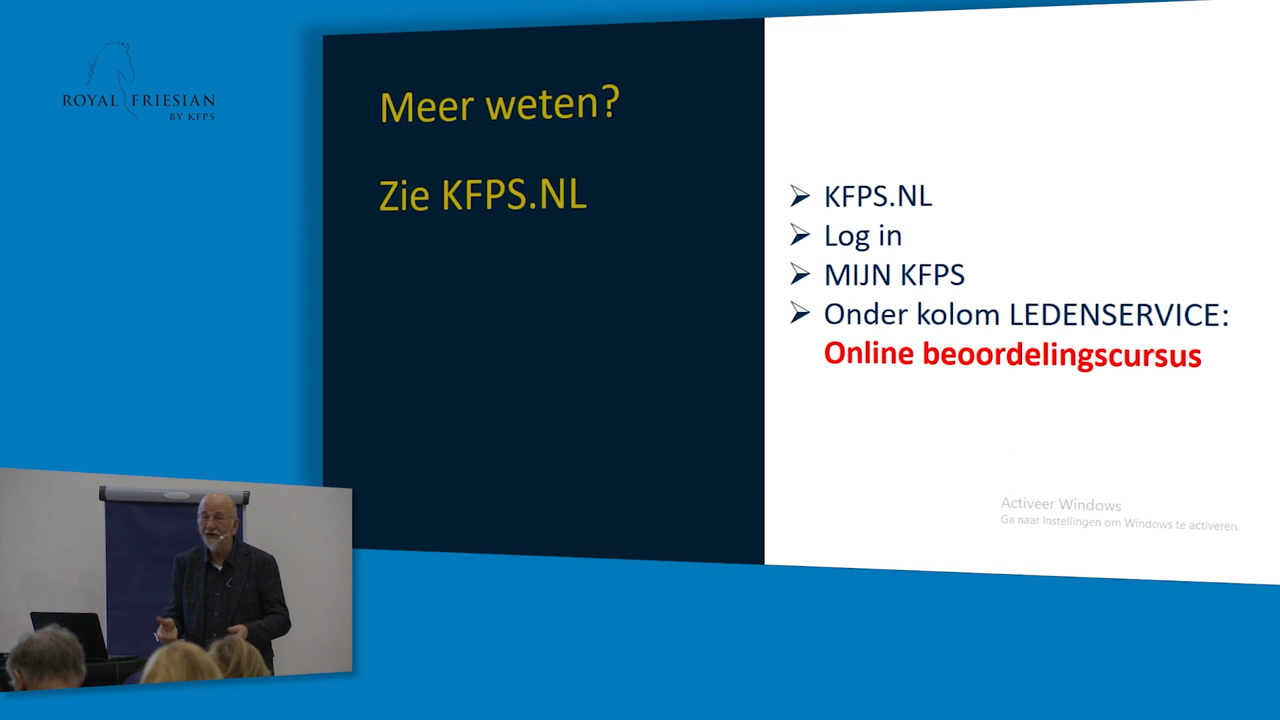 ROYAL FRIESIAN
BY KFPS
Meer weten?
Zie KFPS.NL
KFPS.NL
Log in
MIJN KFPS
Onder kolom LEDENSERVICE:
Online beoordelingscursus
Activeer Windows
Ga naar Instellingen om Windows te activeren.